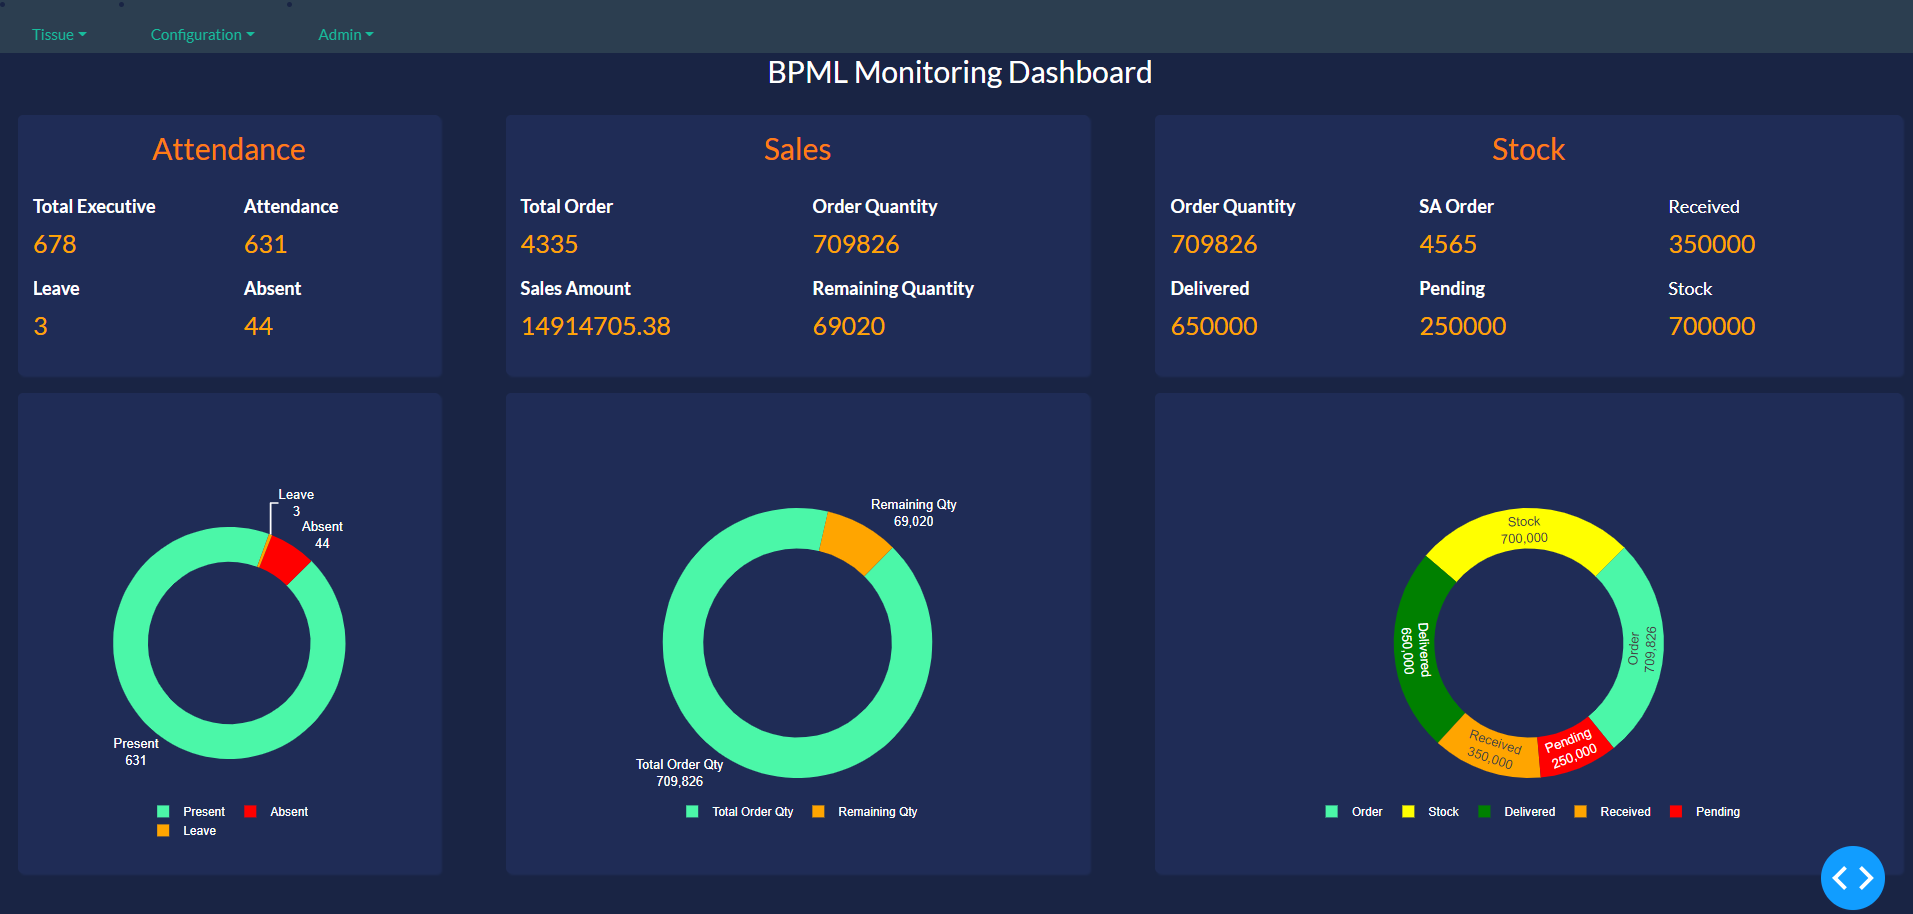 Tissue
Configuration
Admin
BPML Monitoring Dashboard
Attendance
Total Executive
Attendance
678
631
Leave
Absent
3
44
Sales
Total Order
Order Quantity
4335
709826
Sales Amount
Remaining Quantity
14914705.38
69020
Stock
Order Quantity
SA Order
Received
709826
4565
350000
Delivered
Pending
Stock
650000
250000
700000
Leave
3
Absent
44
Present
631
Present
Absent
Leave
Remaining Qty
69,020
Total Order Qty
709,826
Total Order Qty
Remaining Qty
Stock
700,000
Order
709,826
Delivered
650,000
Received
350,000
Pending
250,000
Order
Stock
Delivered
Received
Pending